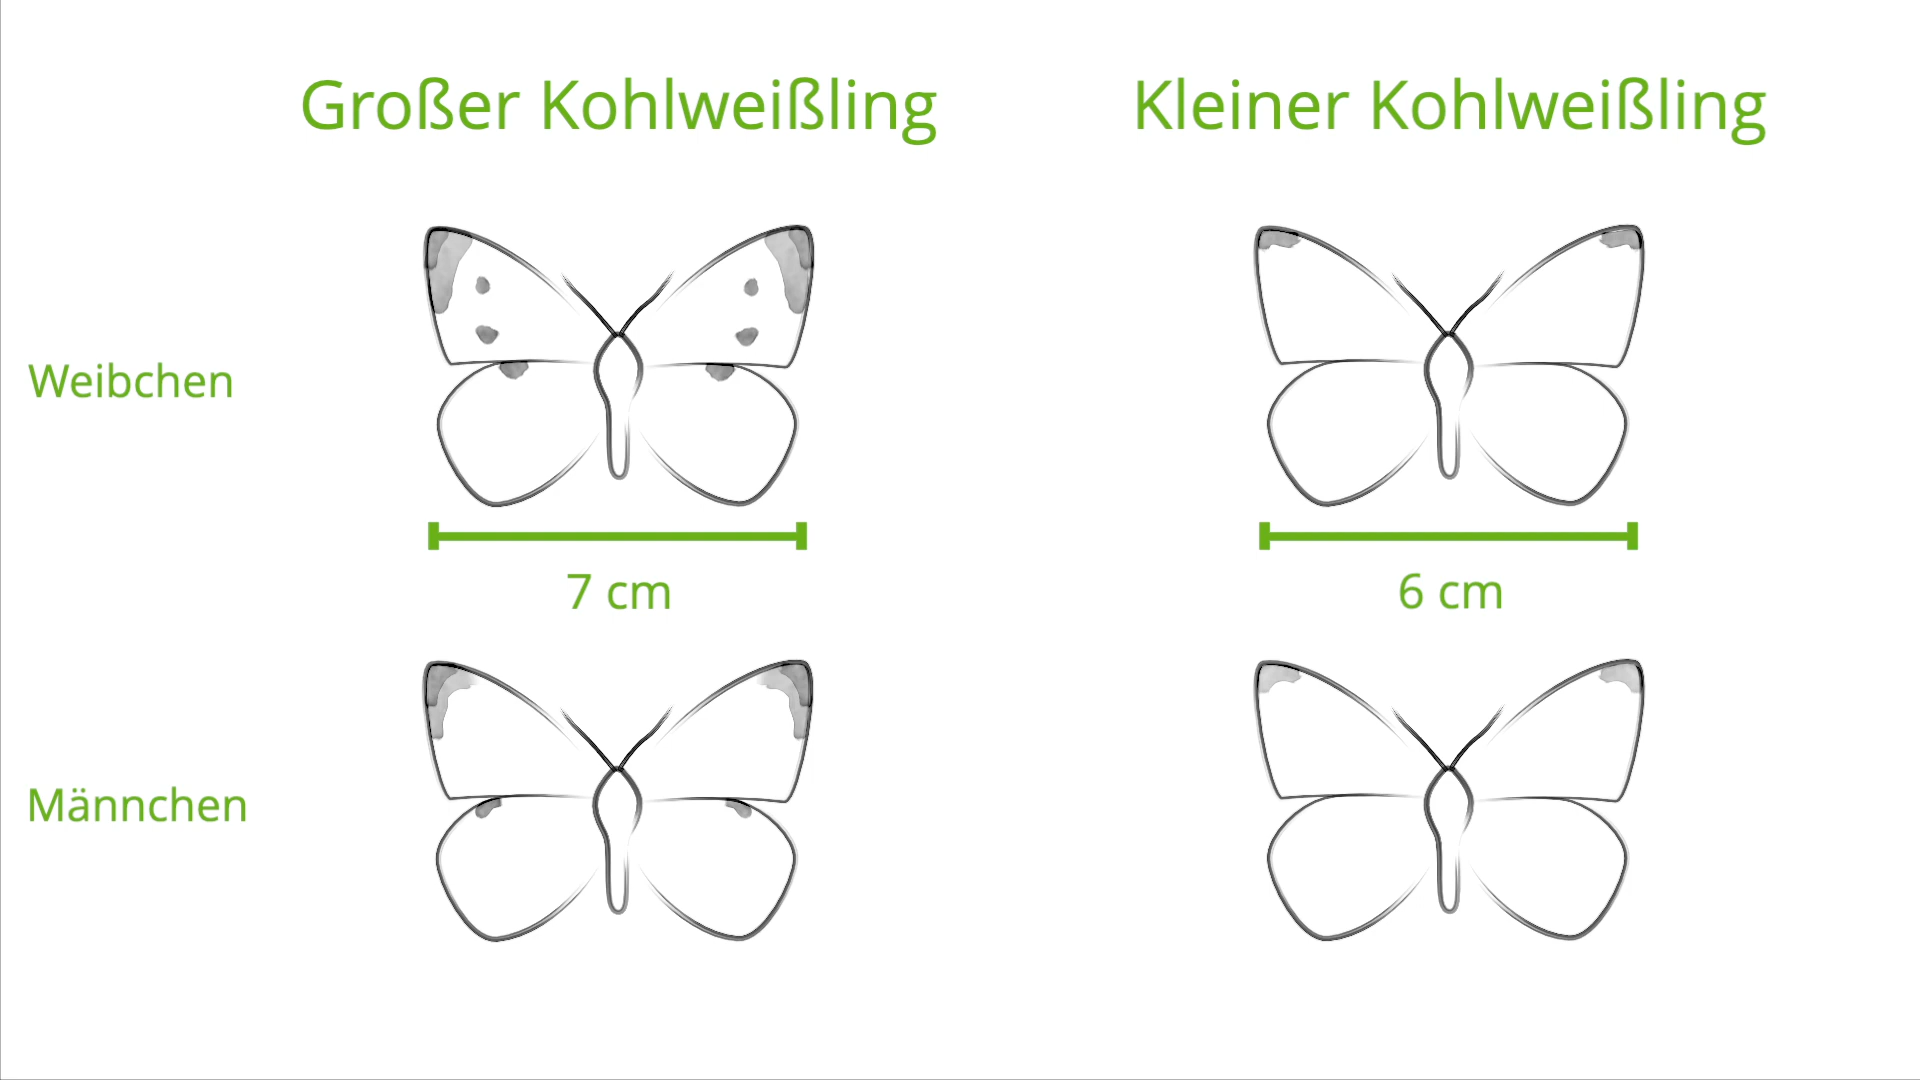 Großer Kohlweißling
Kleiner Kohlweißling
Weibchen
7 cm
6 cm
Männchen